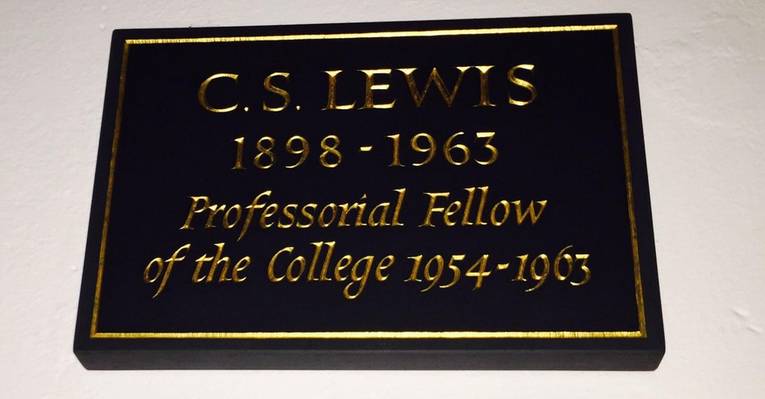 C.S. LEWIS
1898 - 1963
Professorial Fellow
of the College 1954-1963